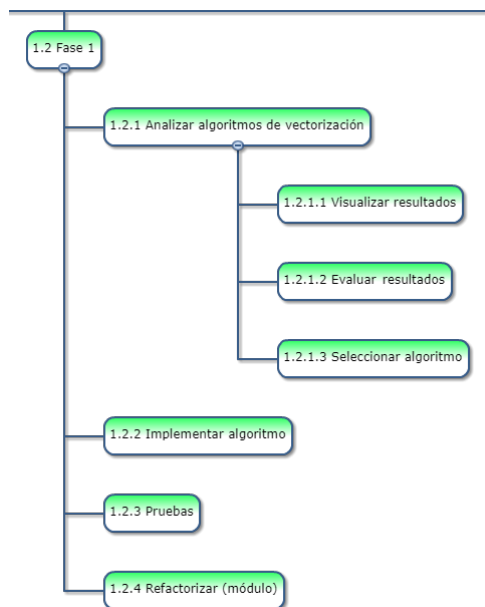 1.2 Fase 1
1.2.1 Analizar algoritmos de vectorización
1.2.1.1 Visualizar resultados
1.2.1.2 Evaluar resultados
1.2.1.3 Seleccionar algoritmo
1.2.2 Implementar algoritmo
1.2.3 Pruebas
1.2.4 Refactorizar (módulo)